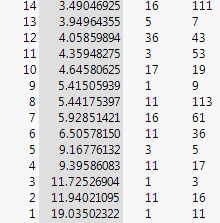 14 3.49046925 16 111
13 3.94964355 5 7
12 4.05859894 36 43
11 4.35948275 3 53
10 4.64580625 17 19
9 5.41505939 1 9
8 5.44175397 11 113
7 5.92851421 16 61
6 6.50578150 11 36
5 9.16776132 3 5
4 9.39586083 11 17
3 11.72526904 1 3
2 11.94021095 11 16
1 19.03502322 1 11